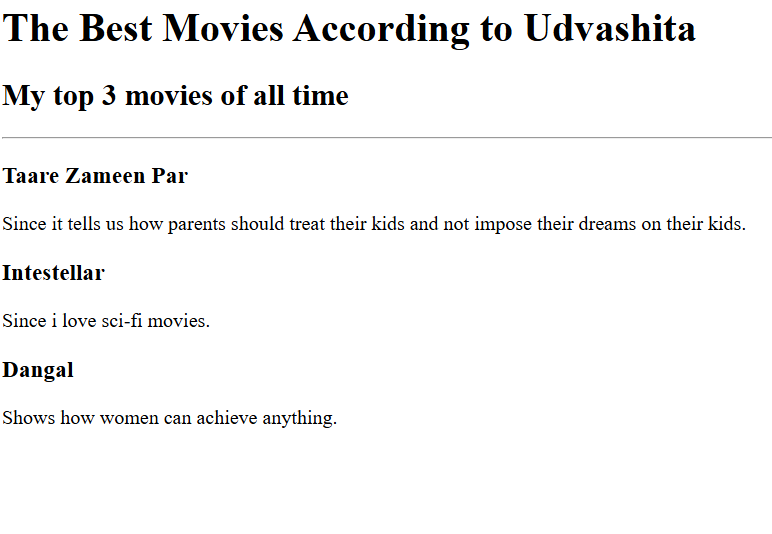 The Best Movies According to Udvashita
My top 3 movies of all time
Taare Zameen Par
Since it tells us how parents should treat their kids and not impose their dreams on their kids.
Intestellar
Since i love sci-fi movies.
Dangal
Shows how women can achieve anything.